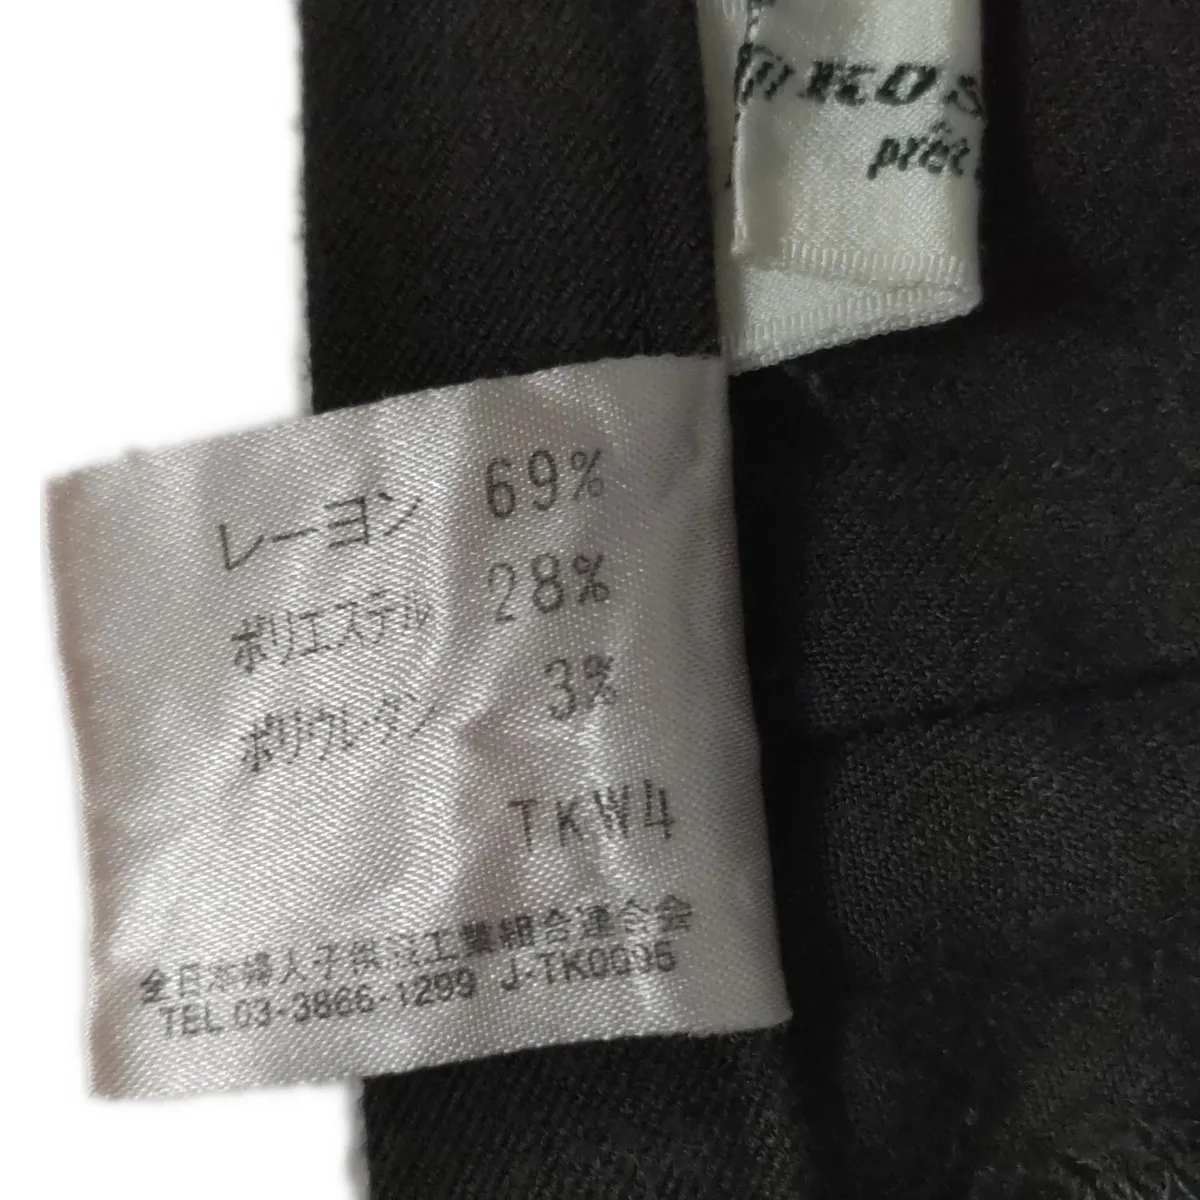 KOS
prêt
レーヨン 69%
ポリエステル 28%
ポリウレタン 3%
TKW4
全日本婦人子供服工業組合連合会
TEL 03-3866-1299 J-TK0695